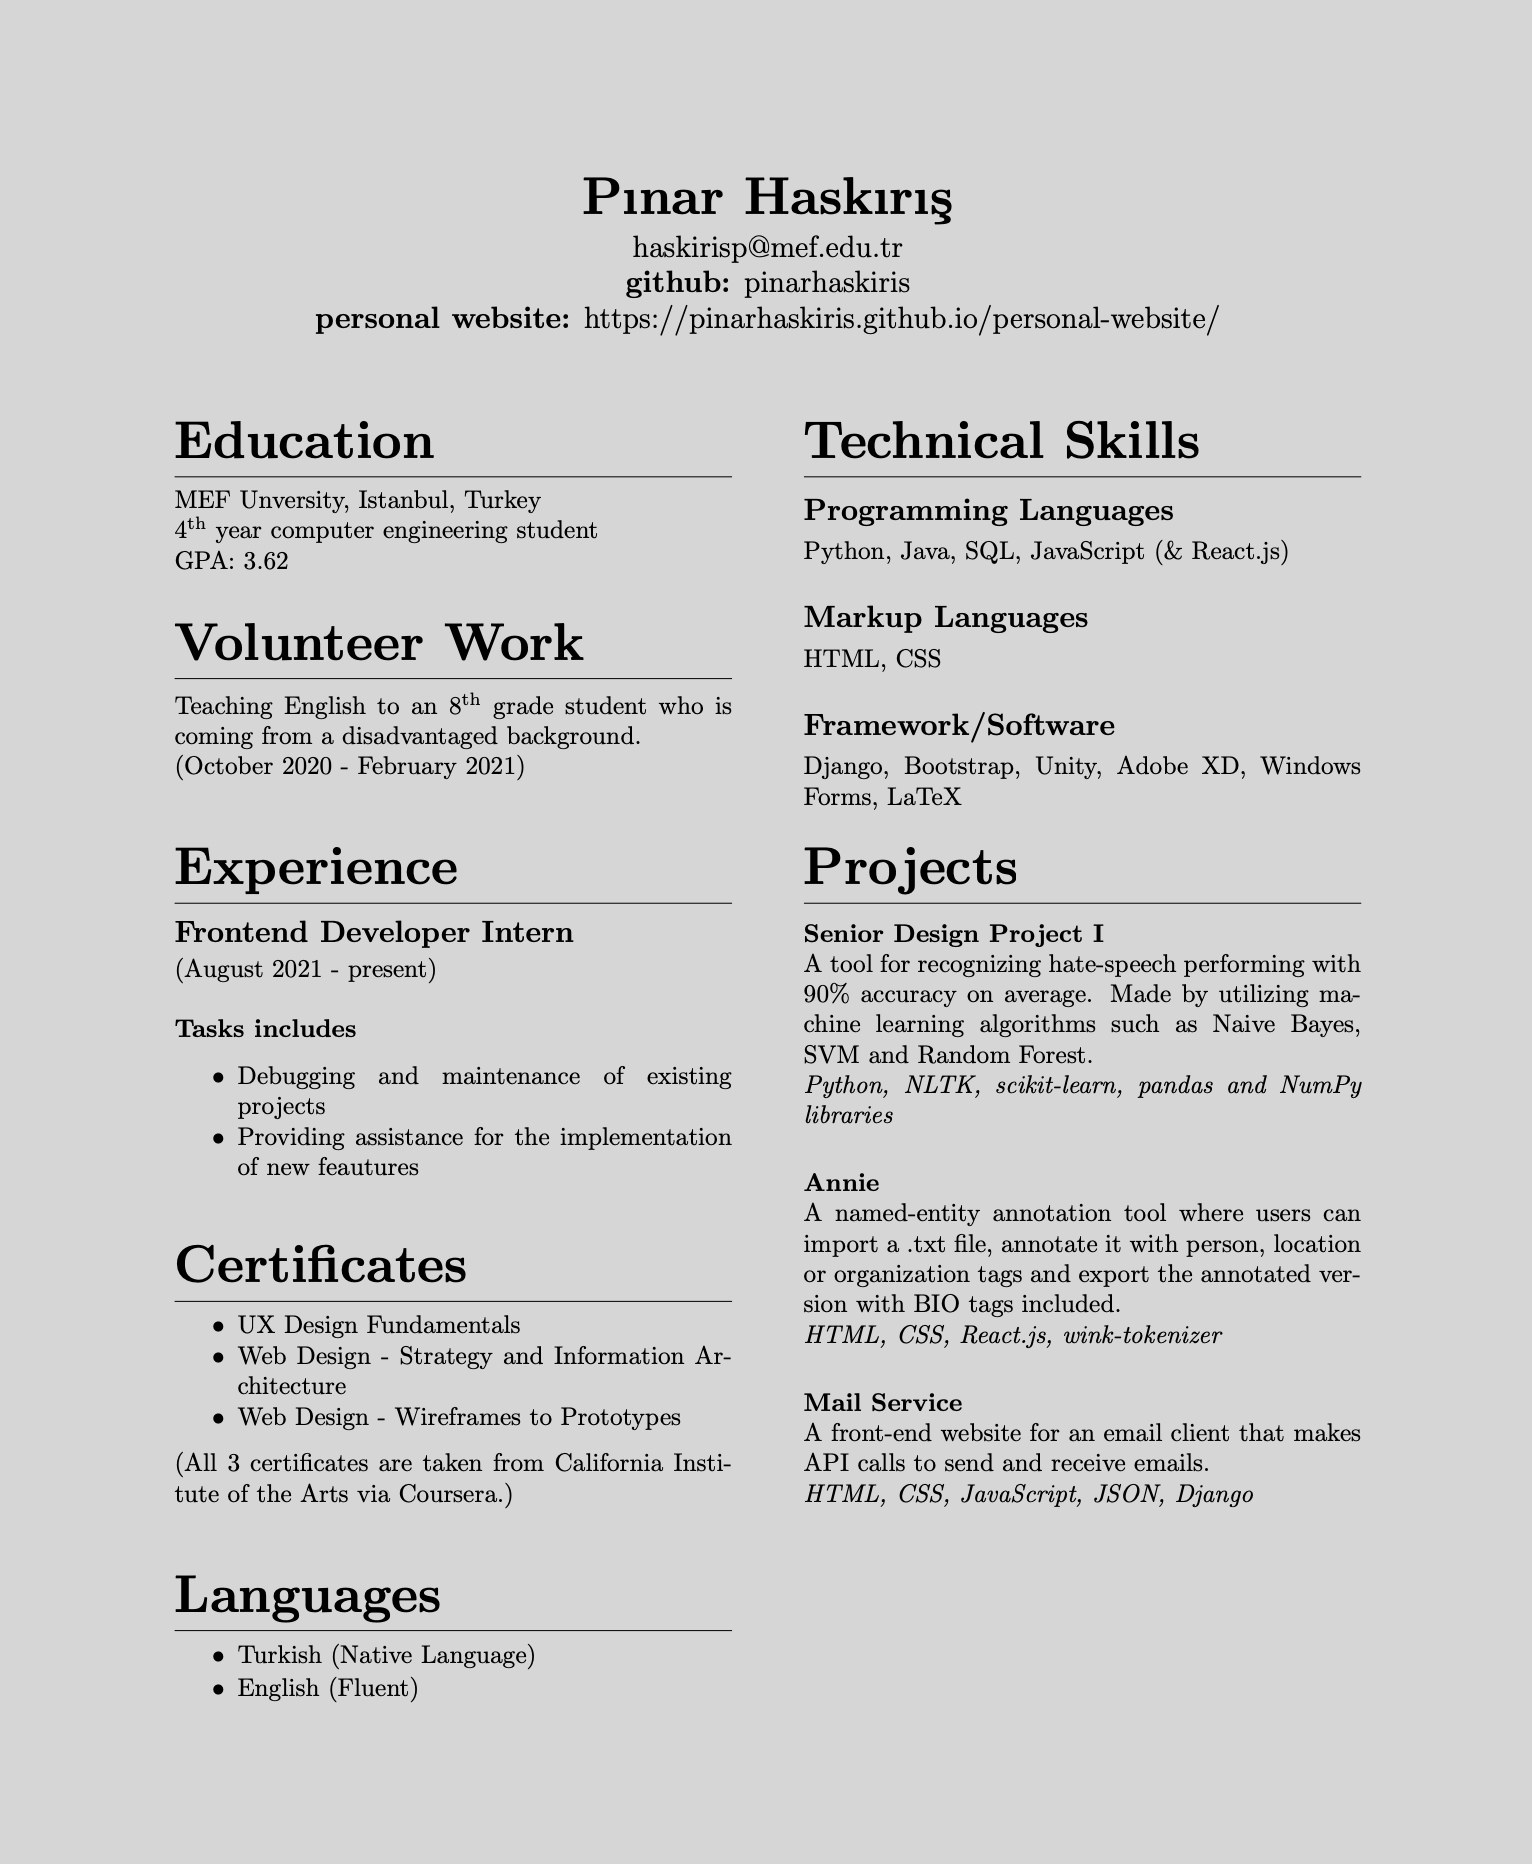 Pınar Haskırış
haskirisp@mef.edu.tr
github: pinarhaskiris
personal website: https://pinarhaskiris.github.io/personal-website/
Education
MEF Unversity, Istanbul, Turkey
4th year computer engineering student
GPA: 3.62
Volunteer Work
Teaching English to an 8th grade student who is
coming from a disadvantaged background.
(October 2020 - February 2021)
Experience
Frontend Developer Intern
(August 2021 - present)
Tasks includes
• Debugging and maintenance of existing
projects
• Providing assistance for the implementation
of new feautures
Certificates
• UX Design Fundamentals
• Web Design - Strategy and Information Ar-
chitecture
• Web Design - Wireframes to Prototypes
(All 3 certificates are taken from California Insti-
tute of the Arts via Coursera.)
Languages
• Turkish (Native Language)
• English (Fluent)
Technical Skills
Programming Languages
Python, Java, SQL, JavaScript (& React.js)
Markup Languages
HTML, CSS
Framework/Software
Django, Bootstrap, Unity, Adobe XD, Windows
Forms, LaTeX
Projects
Senior Design Project I
A tool for recognizing hate-speech performing with
90% accuracy on average. Made by utilizing ma-
chine learning algorithms such as Naive Bayes,
SVM and Random Forest.
Python, NLTK, scikit-learn, pandas and NumPy
libraries
Annie
A named-entity annotation tool where users can
import a .txt file, annotate it with person, location
or organization tags and export the annotated ver-
sion with BIO tags included.
HTML, CSS, React.js, wink-tokenizer
Mail Service
A front-end website for an email client that makes
API calls to send and receive emails.
HTML, CSS, JavaScript, JSON, Django